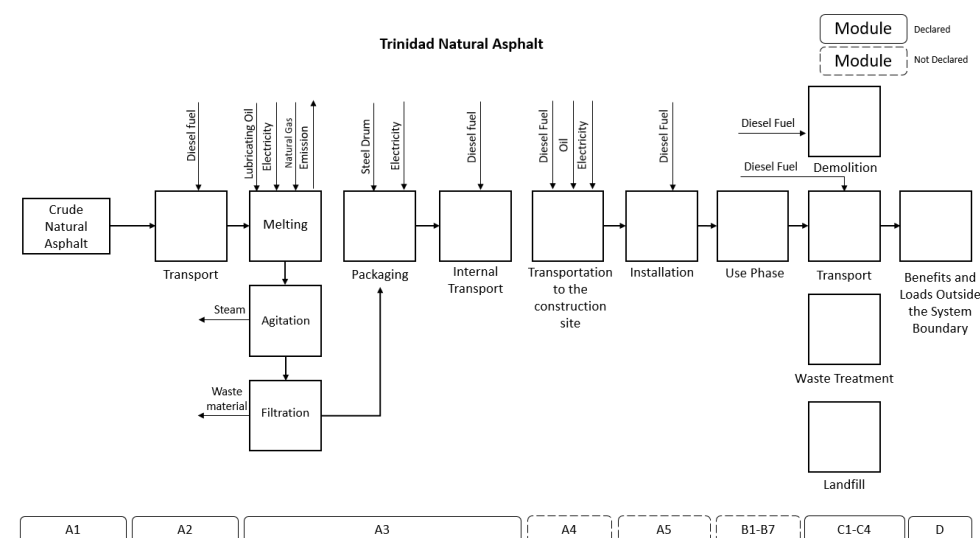 Trinidad Natural Asphalt
Module
Declared
Module
Not Declared
Diesel fuel
Lubricating Oil
Electricity
Natural Gas
Emission
Steel Drum
Electricity
Diesel fuel
Diesel Fuel
Oil
Electricity
Diesel Fuel
Diesel Fuel
Demolition
Diesel Fuel
Crude
Natural
Asphalt
Transport
Melting
Packaging
Internal
Transport
Transportation
to the
construction
site
Installation
Use Phase
Transport
Benefits and
Loads Outside
the System
Boundary
Steam
Agitation
Waste
material
Filtration
Waste Treatment
Landfill
A1
A2
A3
A4
A5
B1-B7
C1-C4
D